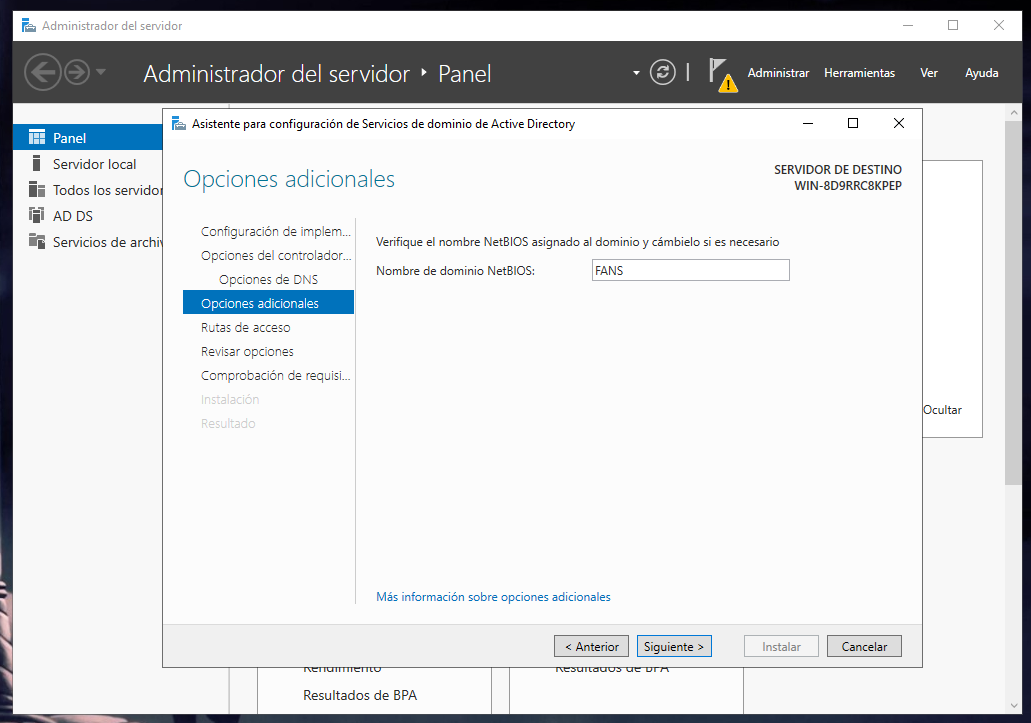 Administrador del servidor
Administrador del servidor ‣ Panel
Administrar Herramientas Ver Ayuda
Panel
Servidor local
Todos los servidor
AD DS
Servicios de archiv
Asistente para configuración de Servicios de dominio de Active Directory
Opciones adicionales
SERVIDOR DE DESTINO
WIN-8D9RRC8KPEP
Configuración de implem...
Opciones del controlador...
Opciones de DNS
Opciones adicionales
Rutas de acceso
Revisar opciones
Comprobación de requisi...
Instalación
Resultado
Verifique el nombre NetBIOS asignado al dominio y cámbielo si es necesario
Nombre de dominio NetBIOS: FANS
Más información sobre opciones adicionales
< Anterior Siguiente > Instalar Cancelar
Ocultar
Rendimiento
Resultados de BPA
Resultados de BPA